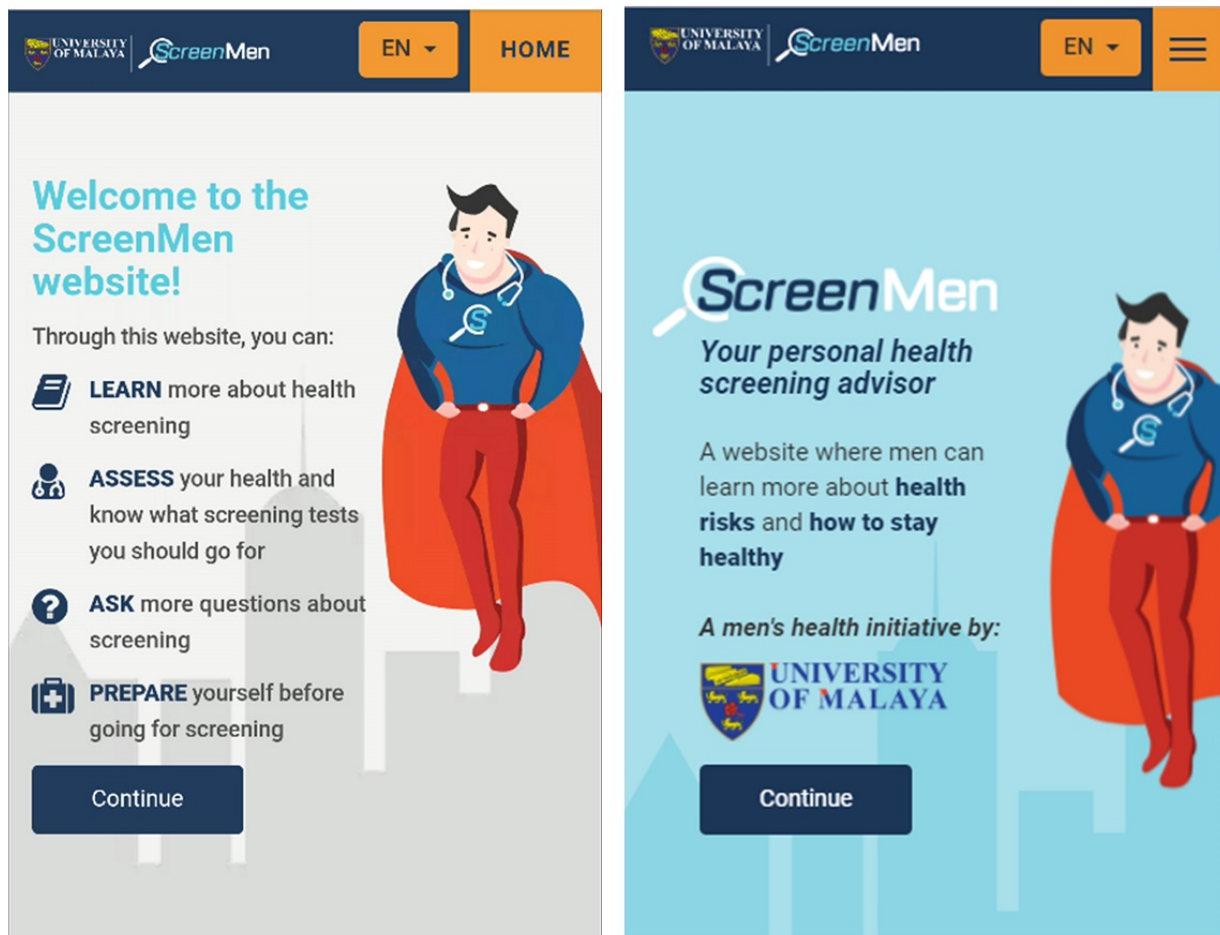 UNIVERSITY
OF MALAYA
ScreenMen
EN
HOME
Welcome to the
ScreenMen
website!
Through this website, you can:
LEARN more about health
screening
ASSESS your health and
know what screening tests
you should go for
?
ASK more questions about
screening
PREPARE yourself before
going for screening
Continue
S
UNIVERSITY
OF MALAYA
ScreenMen
EN
ScreenMen
Your personal health
screening advisor
A website where men can
learn more about health
risks and how to stay
healthy
A men's health initiative by:
UNIVERSITY
OF MALAYA
Continue
S